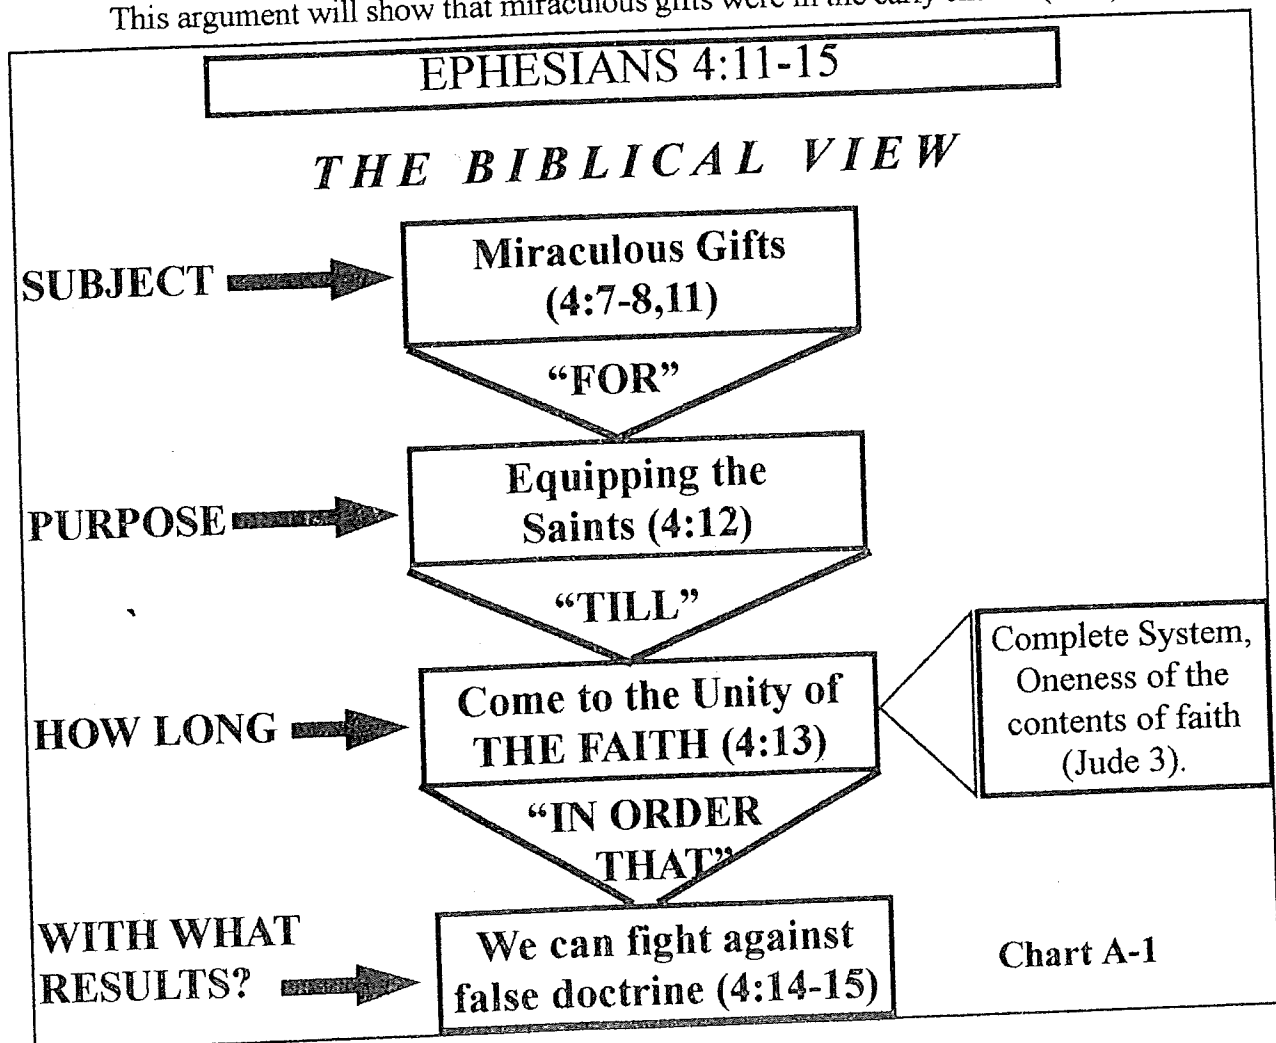 This argument will show that miraculous gifts were in the early
EPHESIANS 4:11-15
THE BIBLICAL VIEW
SUBJECT
Miraculous Gifts
(4:7-8,11)
“FOR”
PURPOSE
Equipping the
Saints (4:12)
“TILL”
HOW LONG
Come to the Unity of
THE FAITH (4:13)
Complete System,
Oneness of the
contents of faith
(Jude 3).
“IN ORDER
THAT”
WITH WHAT
RESULTS?
We can fight against
false doctrine (4:14-15)
Chart A-1